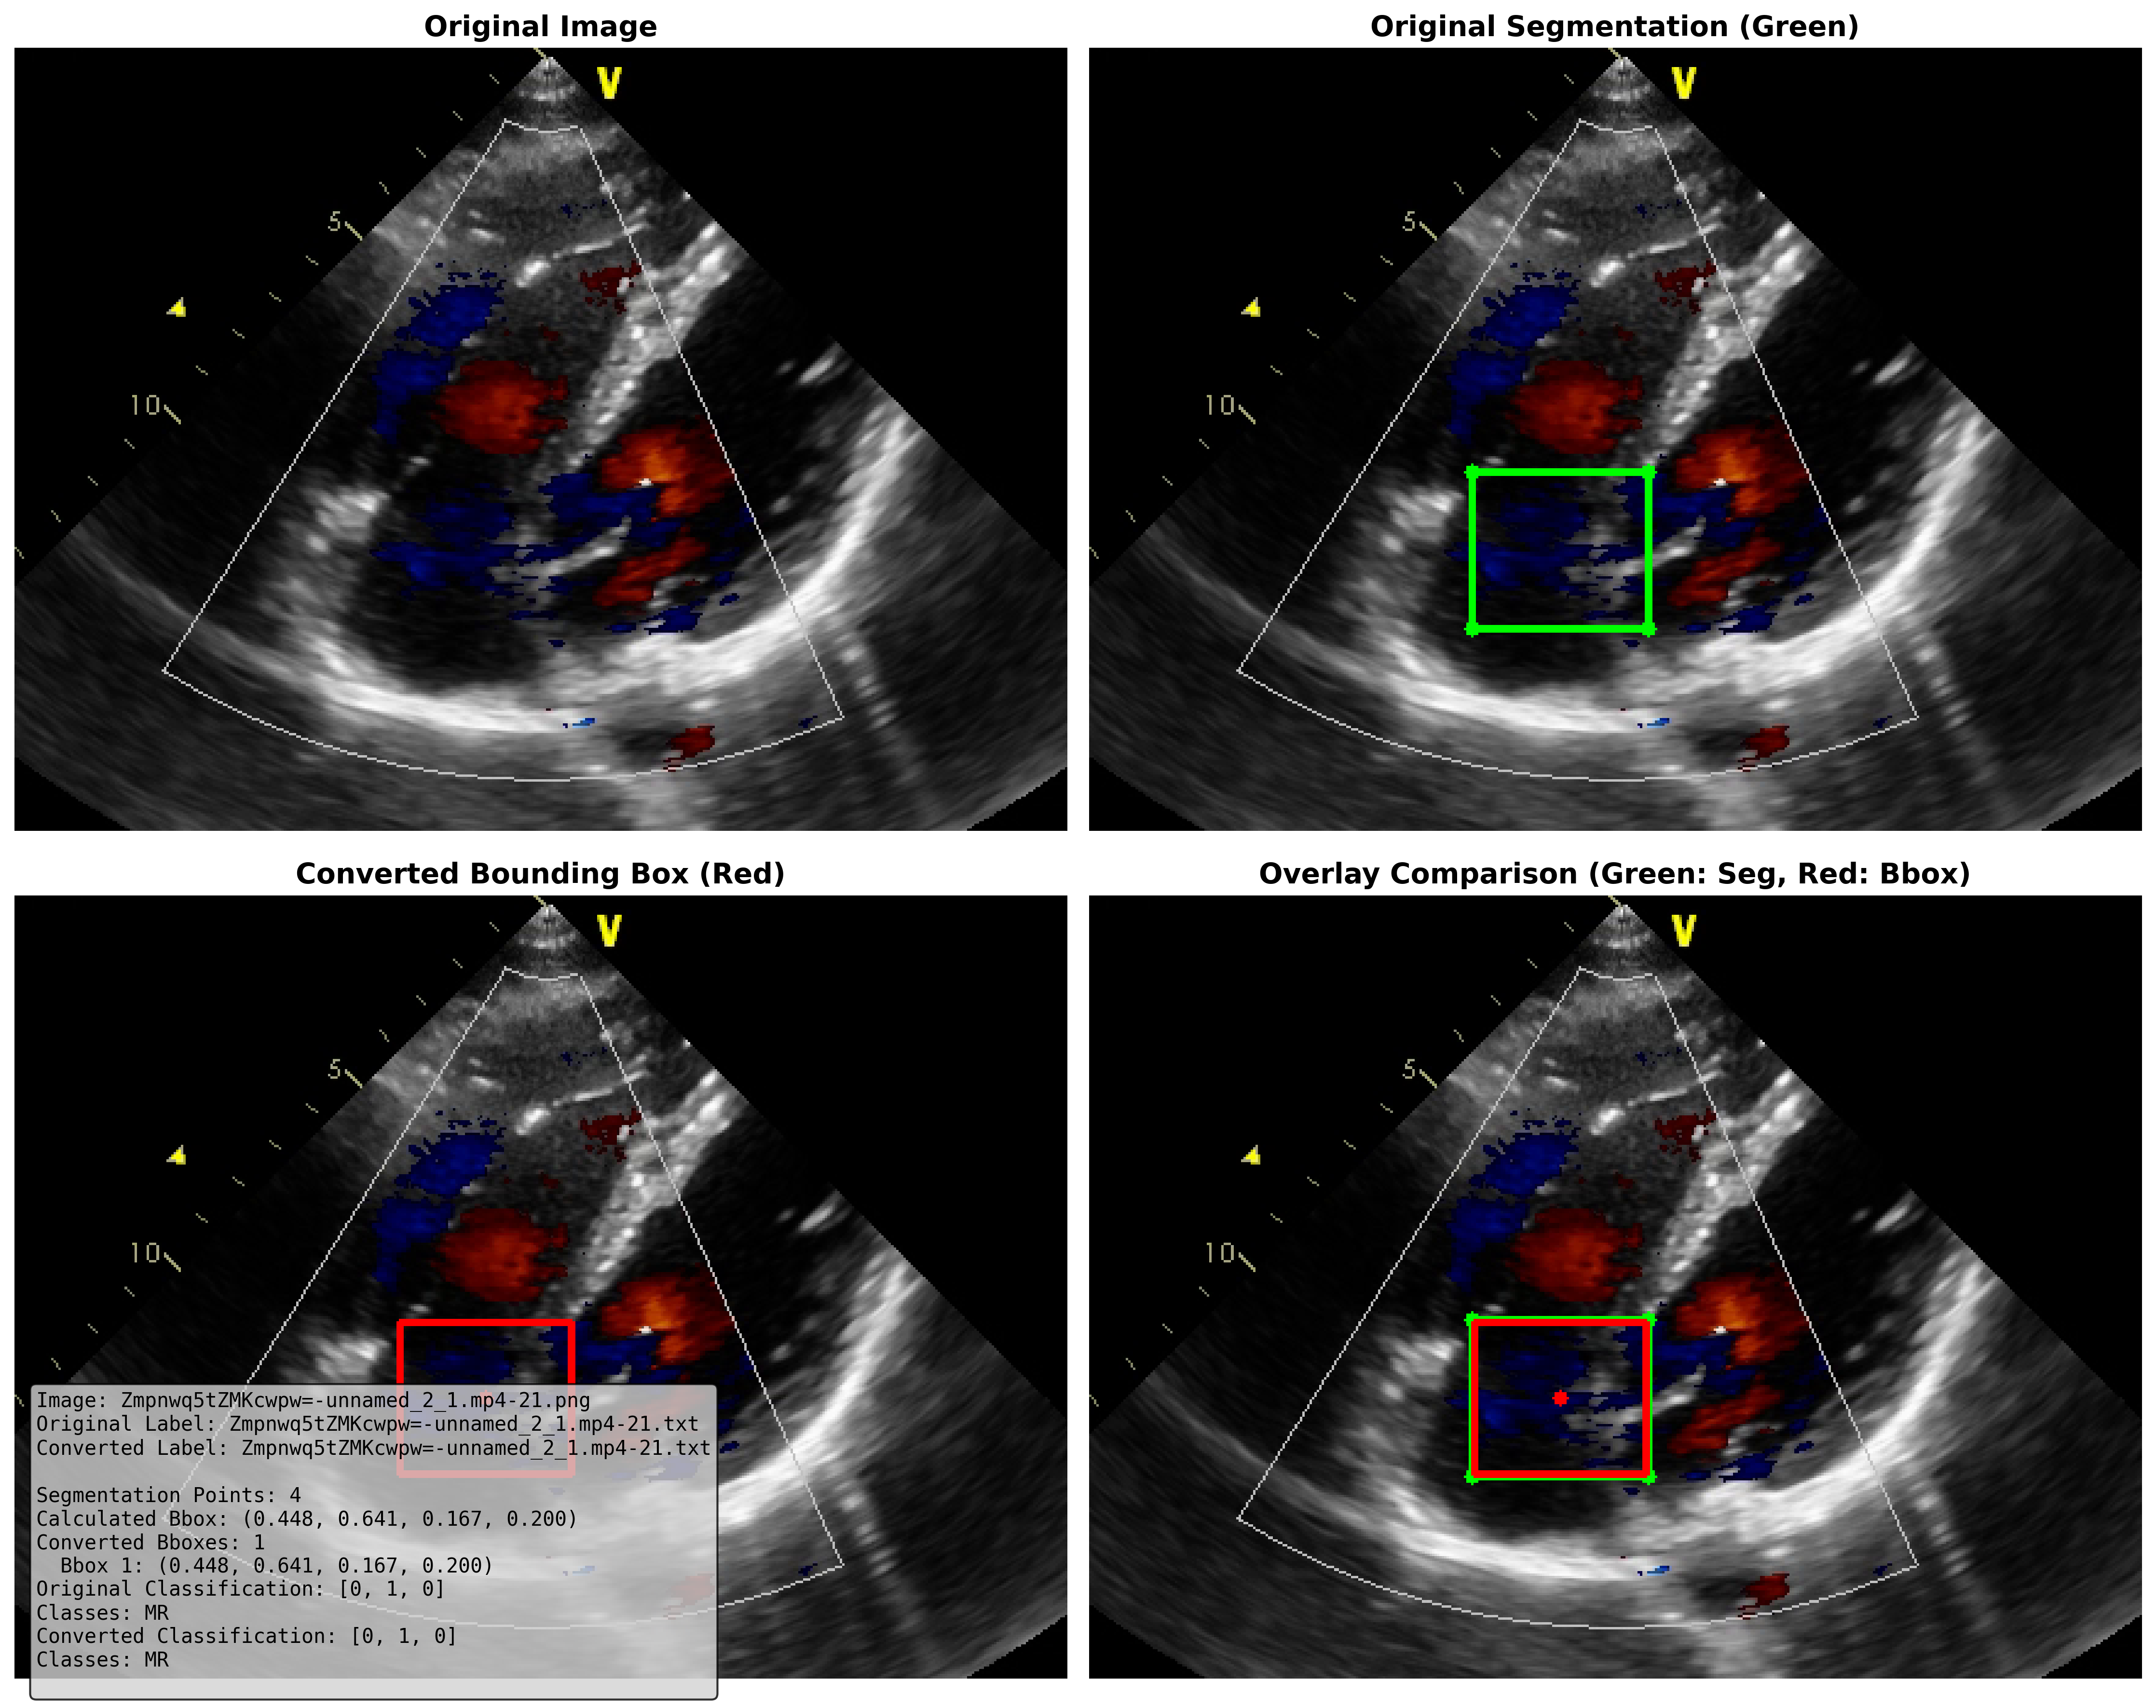 Original Image
Original Segmentation (Green)
V
5
10
V
5
10
Converted Bounding Box (Red)
Overlay Comparison (Green: Seg, Red: Bbox)
V
5
10
V
5
10
Image: Zmpnwq5tZMKcwpw=-unnamed_2_1.mp4-21.png
Original Label: Zmpnwq5tZMKcwpw=-unnamed_2_1.mp4-21.txt
Converted Label: Zmpnwq5tZMKcwpw=-unnamed_2_1.mp4-21.txt
Segmentation Points: 4
Calculated Bbox: (0.448, 0.641, 0.167, 0.200)
Converted Bboxes: 1
Bbox 1: (0.448, 0.641, 0.167, 0.200)
Original Classification: [0, 1, 0]
Classes: MR
Converted Classification: [0, 1, 0]
Classes: MR